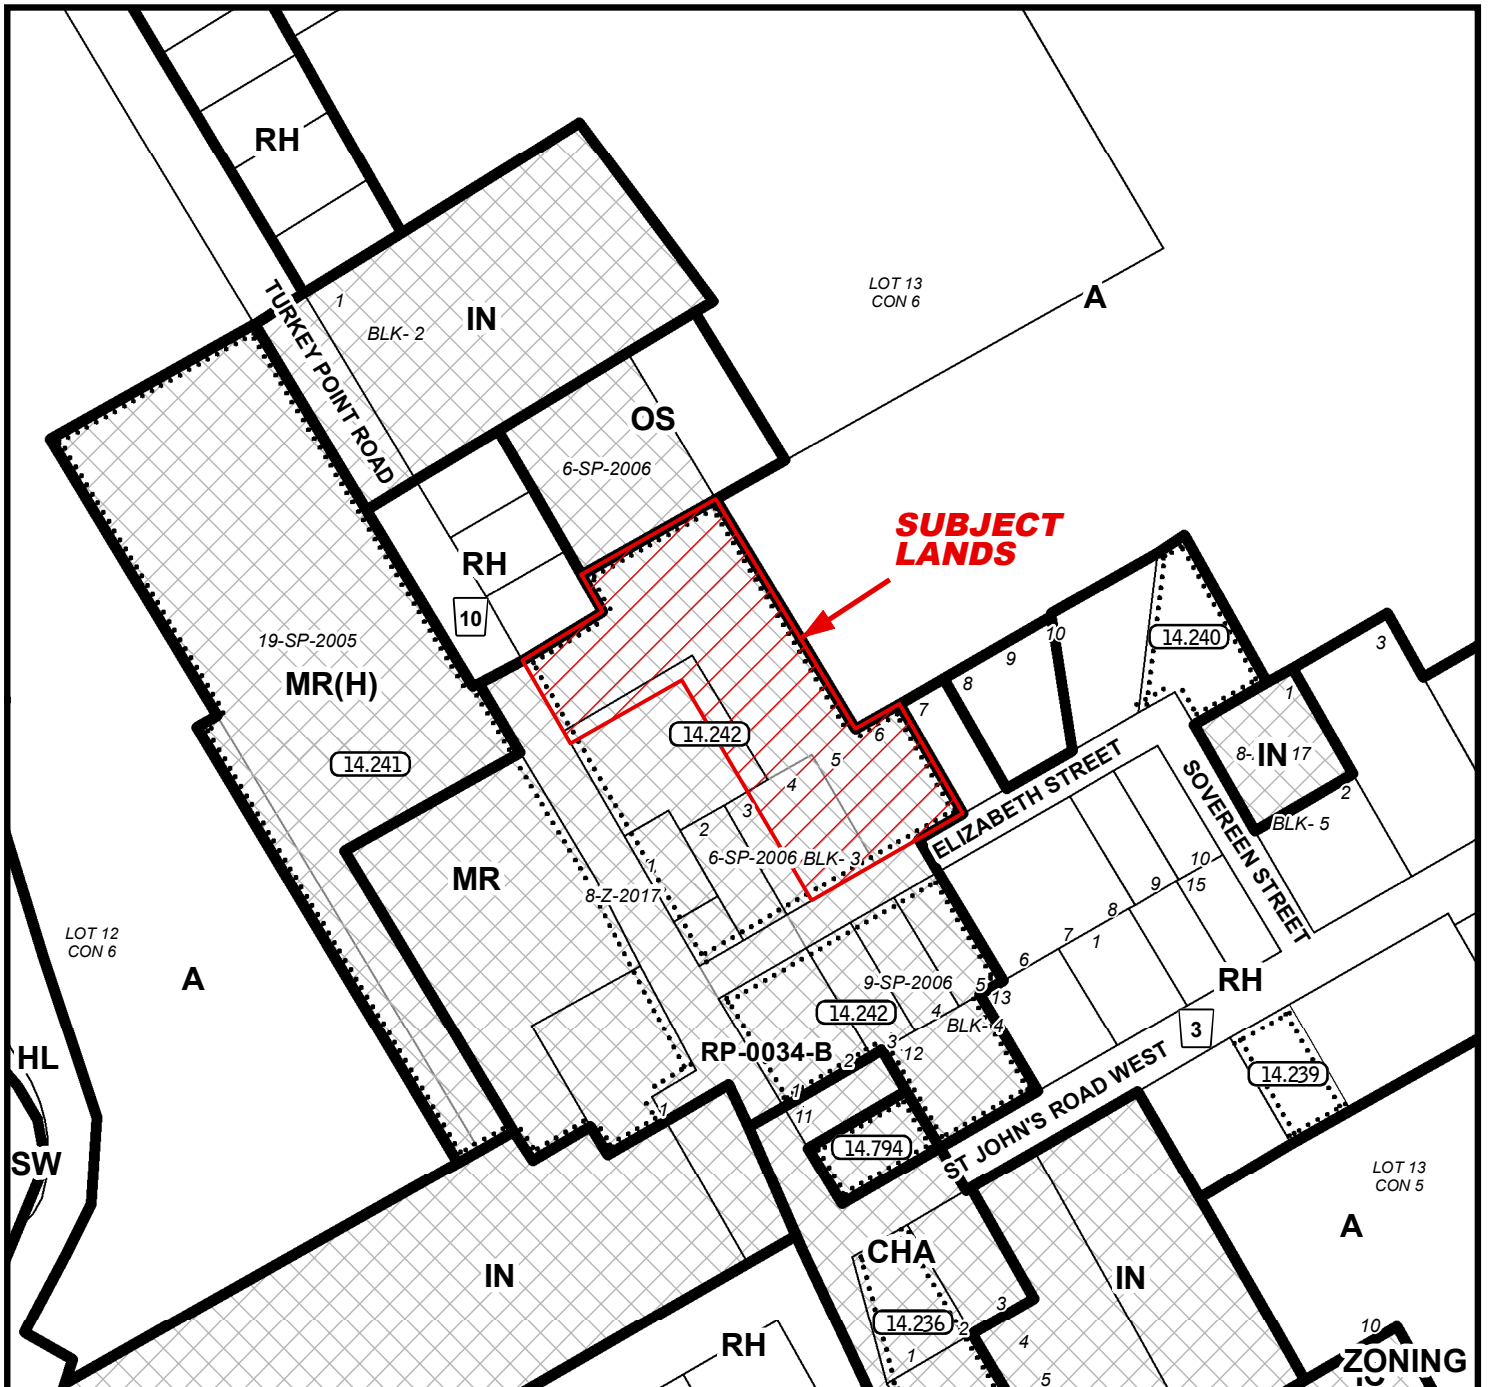 RH
TURKEY POINT ROAD
1
BLK- 2
IN
LOT 13
CON 6
A
OS
6-SP-2006
SUBJECT
LANDS
RH
10
19-SP-2005
MR(H)
14.241
14.242
14.240
10
9
8
7
6
5
4
3
2
1
6-SP-2006 BLK- 3
ELIZABETH STREET
SOVEREEN STREET
3
1
8-
IN
17
2
BLK- 5
MR
8-Z-2017
LOT 12
CON 6
A
10
9
15
8
7
1
6
5
13
9-SP-2006
14.242
4
BLK- 4
3
12
2
1
11
RP-0034-B
RH
3
ST JOHN'S ROAD WEST
14.239
14.794
HL
SW
1
LOT 13
CON 5
A
IN
CHA
IN
14.236
3
2
1
4
5
RH
10
ZONING